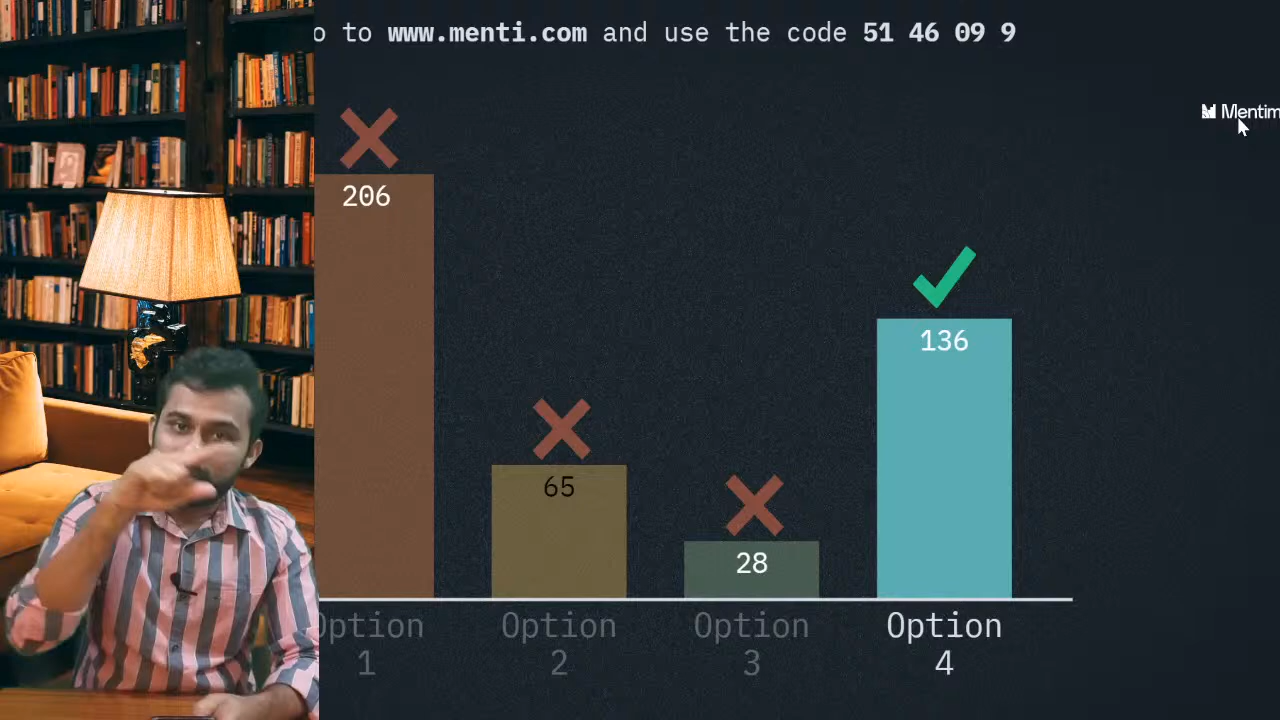 o to www.menti.com and use the code 51 46 09 9
Mentim
206
65
28
136
Option
1
Option
2
Option
3
Option
4